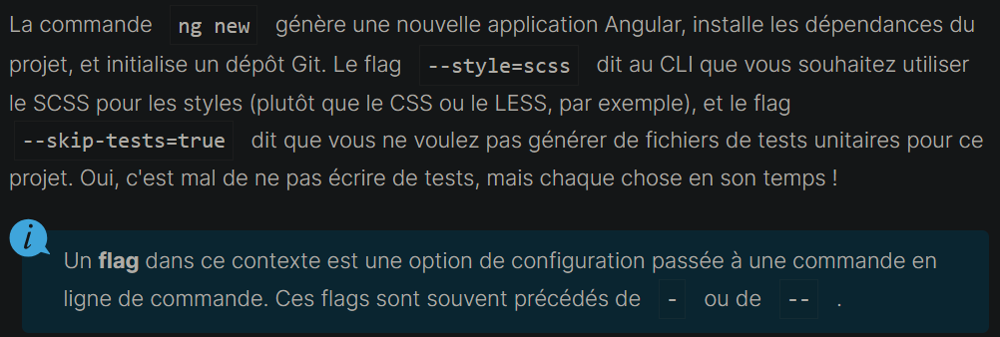 La commande ng new génère une nouvelle application Angular, installe les dépendances du
projet, et initialise un dépôt Git. Le flag --style=scss dit au CLI que vous souhaitez utiliser
le SCSS pour les styles (plutôt que le CSS ou le LESS, par exemple), et le flag
--skip-tests=true dit que vous ne voulez pas générer de fichiers de tests unitaires pour ce
projet. Oui, c'est mal de ne pas écrire de tests, mais chaque chose en son temps !
i
Un flag dans ce contexte est une option de configuration passée à une commande en
ligne de commande. Ces flags sont souvent précédés de - ou de -- .